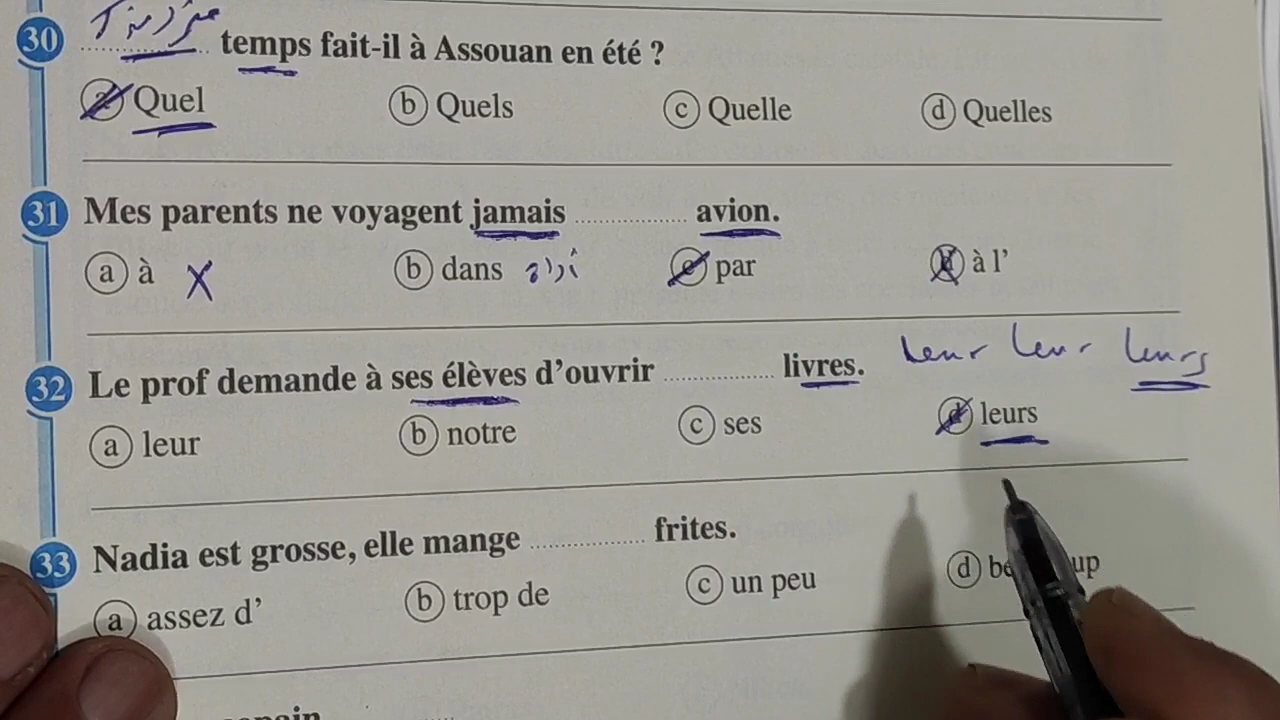 30 ............ temps fait-il à Assouan en été ?
a Quel b Quels c Quelle d Quelles
31 Mes parents ne voyagent jamais ............ avion.
a à X b dans أداة c par d à l’
leur leur leurs
32 Le prof demande à ses élèves d’ouvrir ............ livres.
a leur b notre c ses d leurs
33 Nadia est grosse, elle mange ............ frites.
a assez d’ b trop de c un peu d